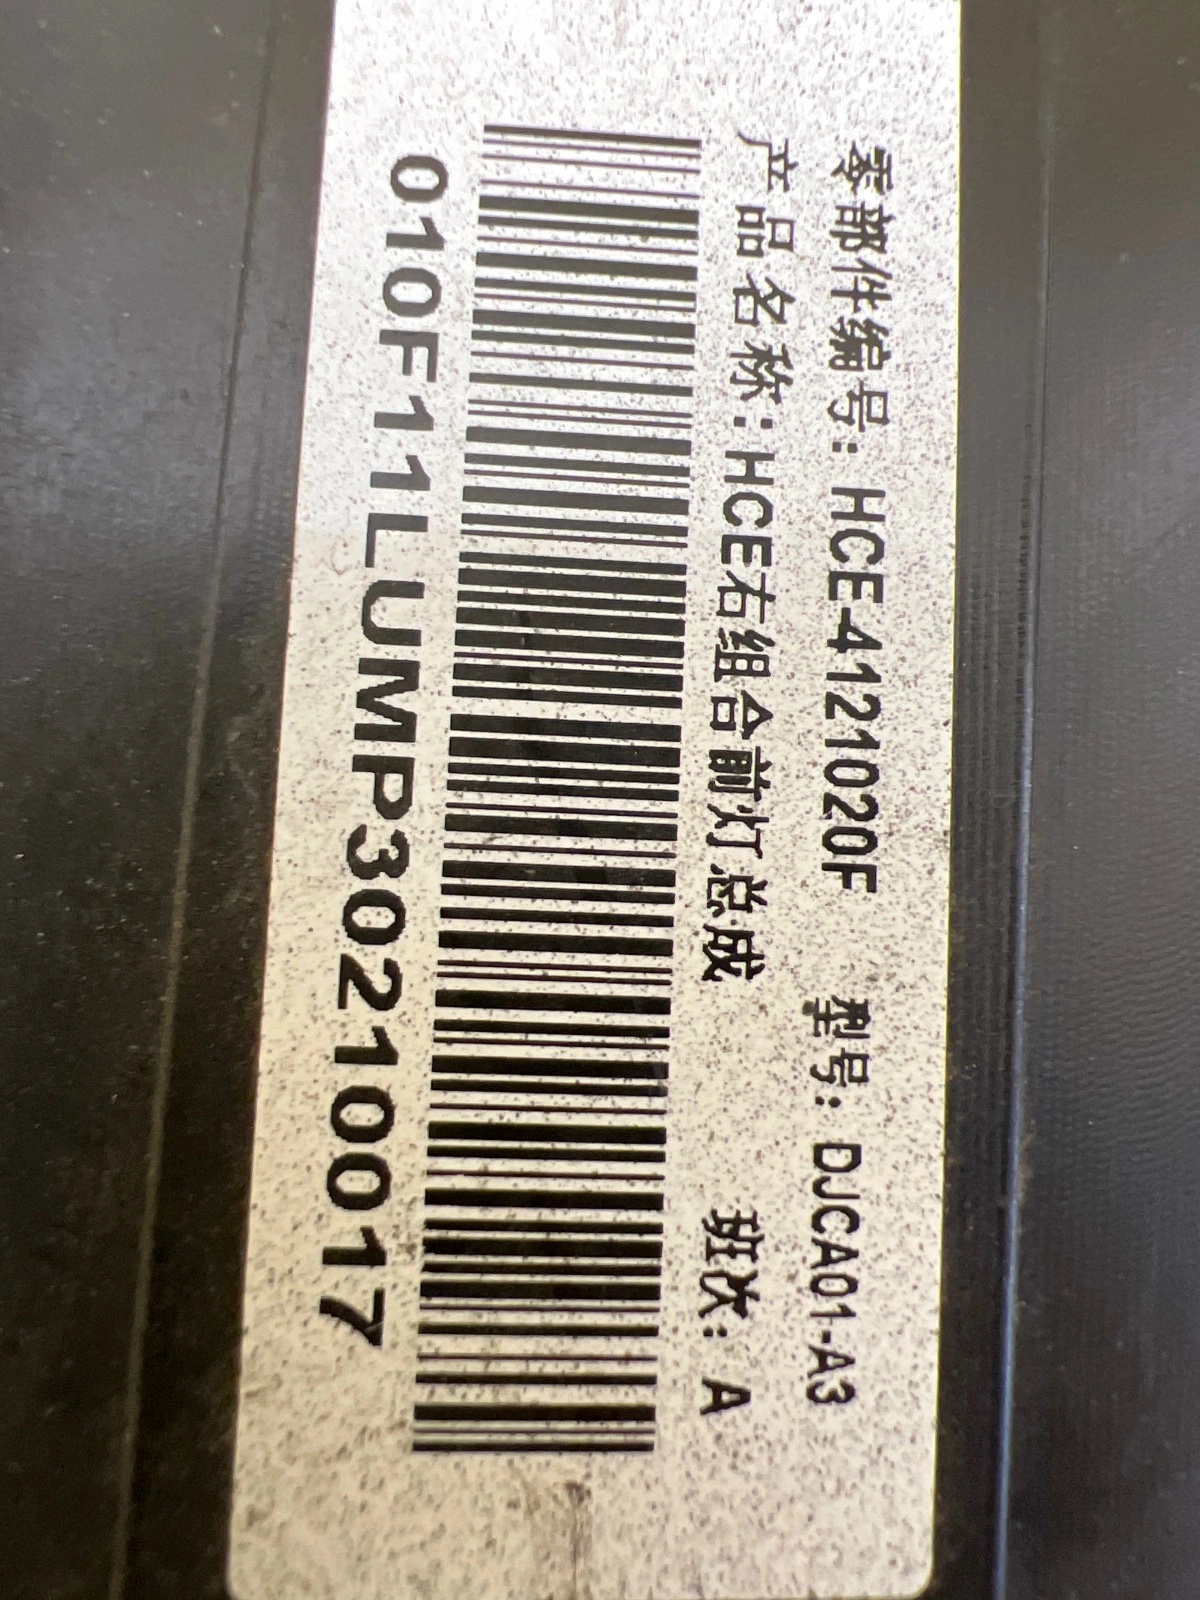 零部件编号: HCE-4121020F 型号: DJCA01-A3
产品名称: HCE右组合前灯总成 班次: A
010F11LUMP30210017